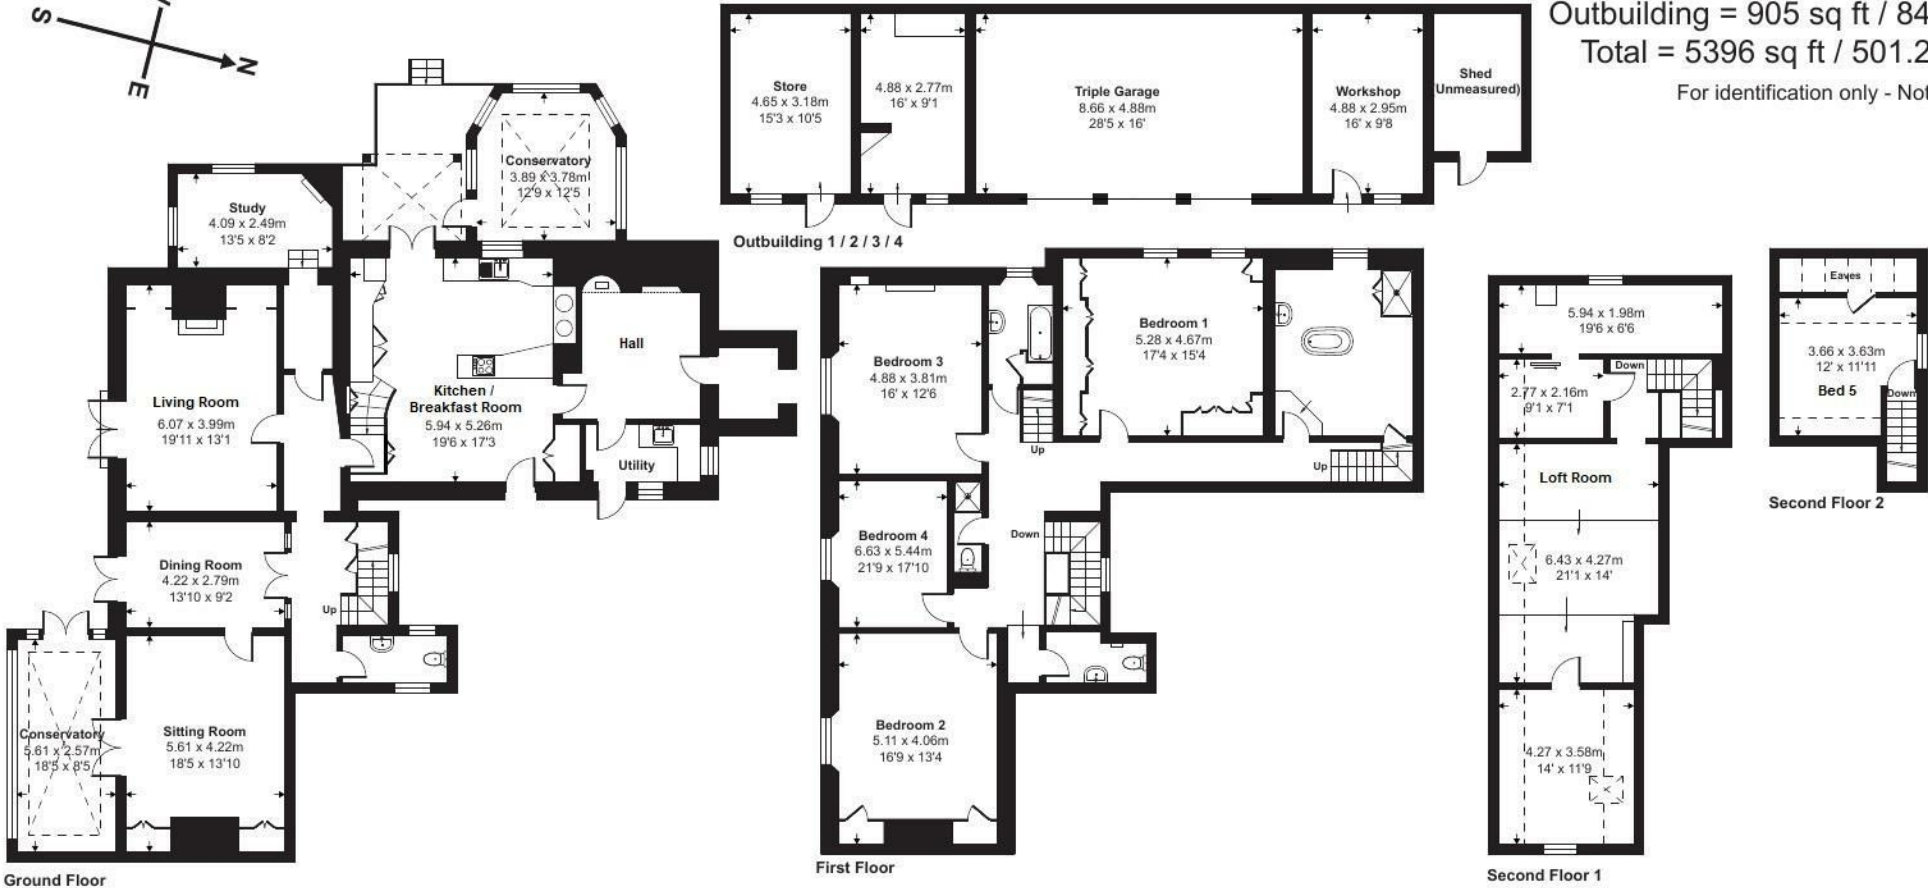 S
N
E
Outbuilding = 905 sq ft / 84
Total = 5396 sq ft / 501.2
For identification only - Not
Store
4.65 x 3.18m
15'3 x 10'5
4.88 x 2.77m
16' x 9'1
Triple Garage
8.66 x 4.88m
28'5 x 16'
Workshop
4.88 x 2.95m
16' x 9'8
Shed
(Unmeasured)
Outbuilding 1 / 2 / 3 / 4
Conservatory
3.89 x 3.78m
12'9 x 12'5
Study
4.09 x 2.49m
13'5 x 8'2
Hall
Kitchen /
Breakfast Room
5.94 x 5.26m
19'6 x 17'3
Living Room
6.07 x 3.99m
19'11 x 13'1
Utility
Dining Room
4.22 x 2.79m
13'10 x 9'2
Up
Conservatory
5.61 x 2.57m
18'5 x 8'5
Sitting Room
5.61 x 4.22m
18'5 x 13'10
Ground Floor
Bedroom 3
4.88 x 3.81m
16' x 12'6
Bedroom 1
5.28 x 4.67m
17'4 x 15'4
Up
Up
Bedroom 4
6.63 x 5.44m
21'9 x 17'10
Down
Bedroom 2
5.11 x 4.06m
16'9 x 13'4
First Floor
5.94 x 1.98m
19'6 x 6'6
Down
2.77 x 2.16m
9'1 x 7'1
Loft Room
6.43 x 4.27m
21'1 x 14'
4.27 x 3.58m
14' x 11'9
Second Floor 1
Eaves
3.66 x 3.63m
12' x 11'11
Bed 5
Down
Second Floor 2